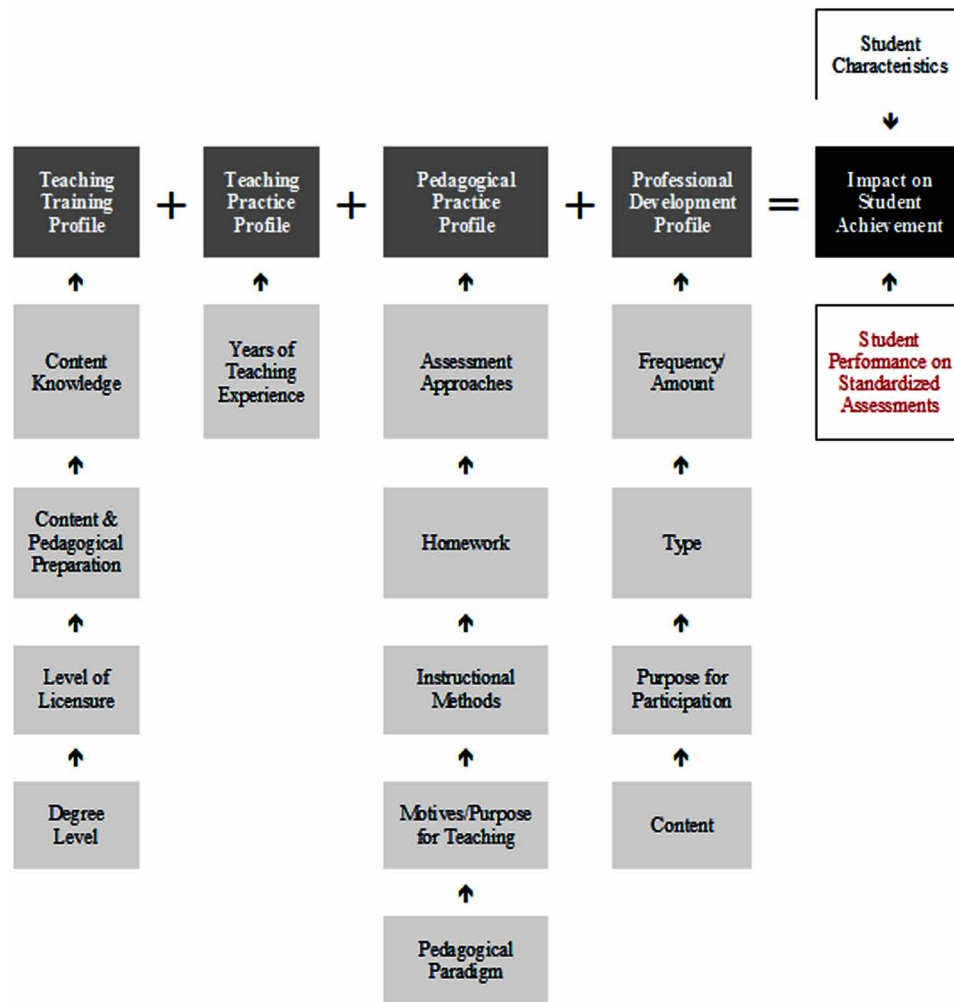 Student
Characteristics
Teaching
Training
Profile
+
Teaching
Practice
Profile
+
Pedagogical
Practice
Profile
+
Professional
Development
Profile
=
Impact on
Student
Achievement
Content
Knowledge
Years of
Teaching
Experience
Assessment
Approaches
Frequency/
Amount
Student
Performance on
Standardized
Assessments
Content &
Pedagogical
Preparation
Homework
Type
Level of
Licensure
Instructional
Methods
Purpose for
Participation
Degree
Level
Motives/Purpose
for Teaching
Content
Pedagogical
Paradigm